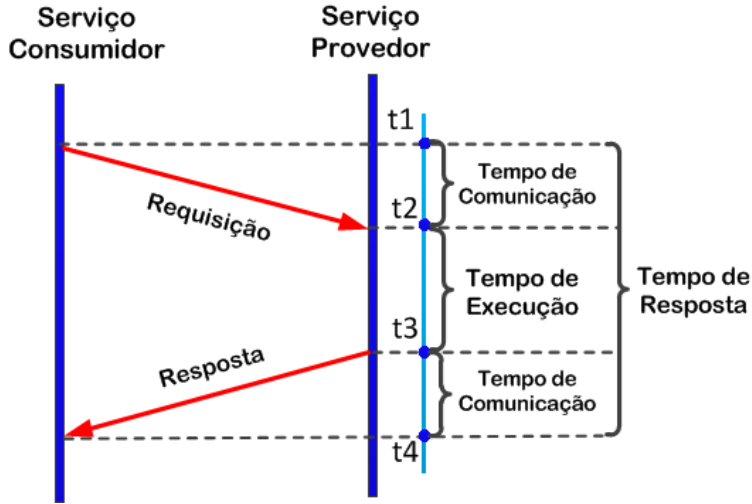 Serviço
Consumidor
Serviço
Provedor
t1
Tempo de
Comunicação
Requisição
t2
Tempo de
Execução
Tempo de
Resposta
t3
Resposta
Tempo de
Comunicação
t4